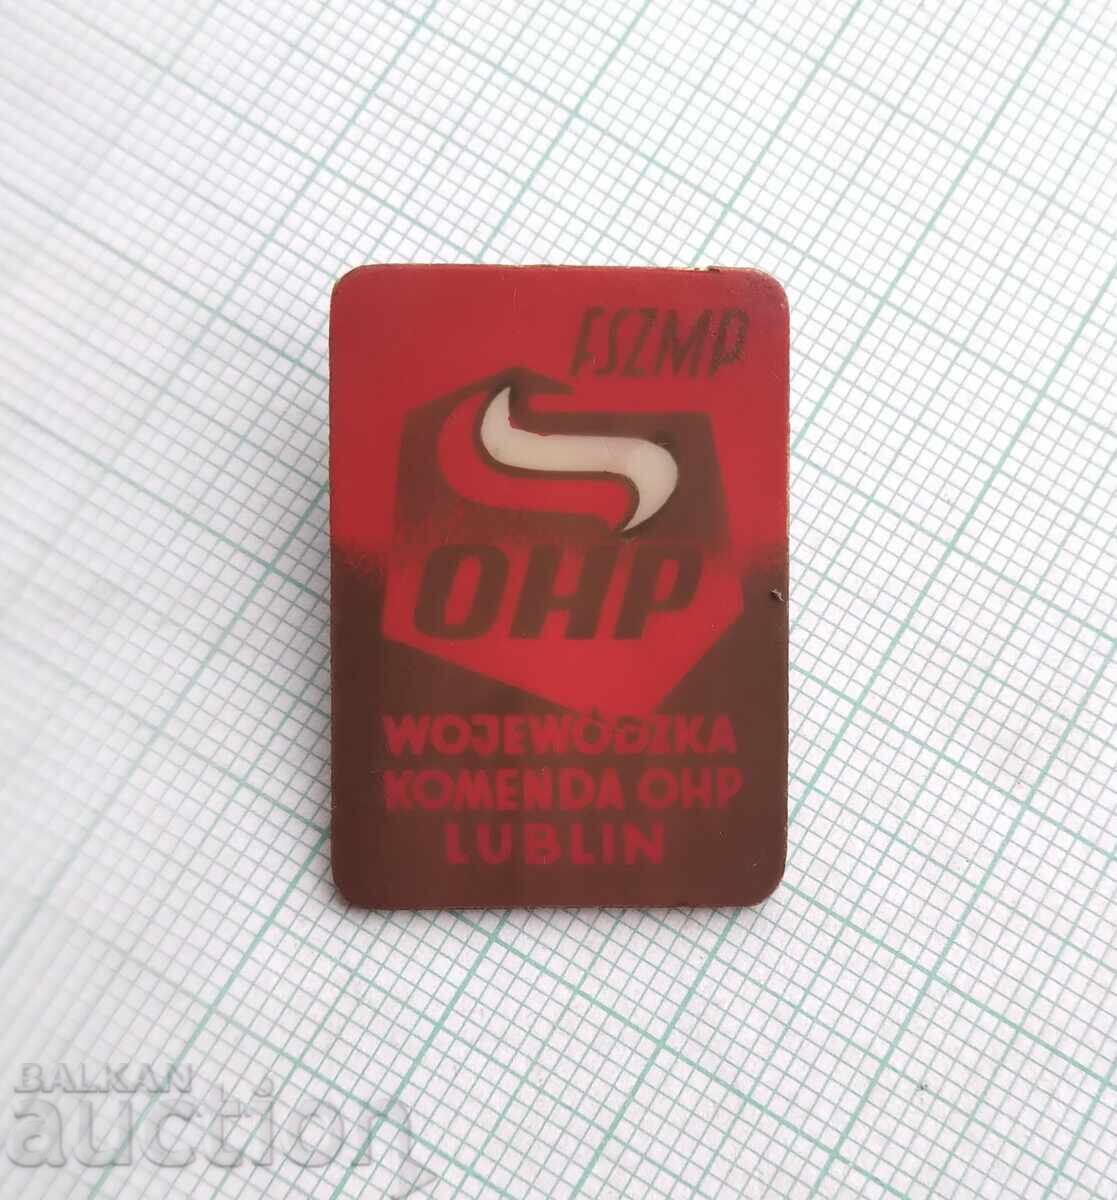 FSZMP
OHP
WOJEWÓDZKA
KOMENDA OHP
LUBLIN
BALKAN
auction